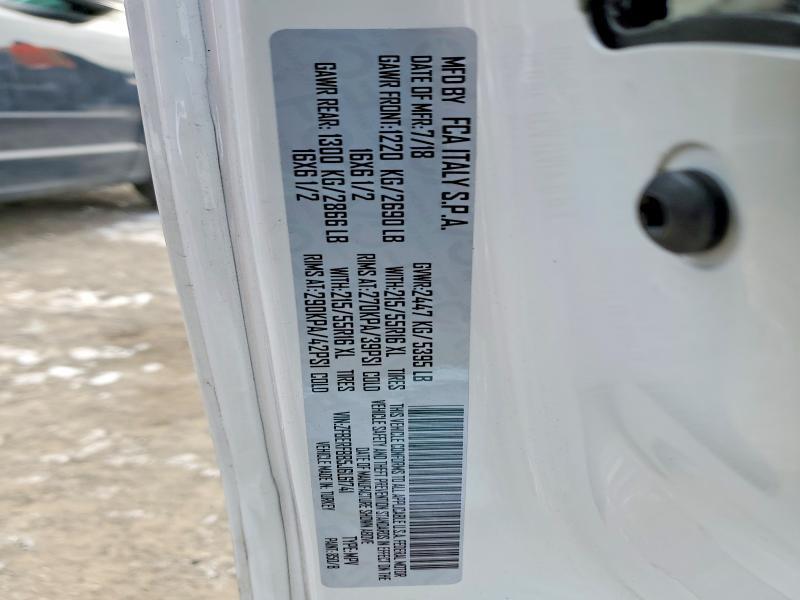 MFD BY FCA ITALY S.P.A.
DATE OF MFR:7/18 GVWR:2447 KG/5395 LB
GAWR FRONT:1220 KG/2690 LB WITH:215/55R16 XL TIRES
16X6 1/2 RIMS AT:270KPA/39PSI COLD
GAWR REAR:1300 KG/2866 LB WITH:215/55R16 XL TIRES
16X6 1/2 RIMS AT:290KPA/42PSI COLD
THIS VEHICLE CONFORMS TO ALL APPLICABLE U.S.A. FEDERAL MOTOR
VEHICLE SAFETY AND THEFT PREVENTION STANDARDS IN EFFECT ON THE
DATE OF MANUFACTURE SHOWN ABOVE
TYPE:MPV
VEHICLE MADE IN TURKEY
PAINT: